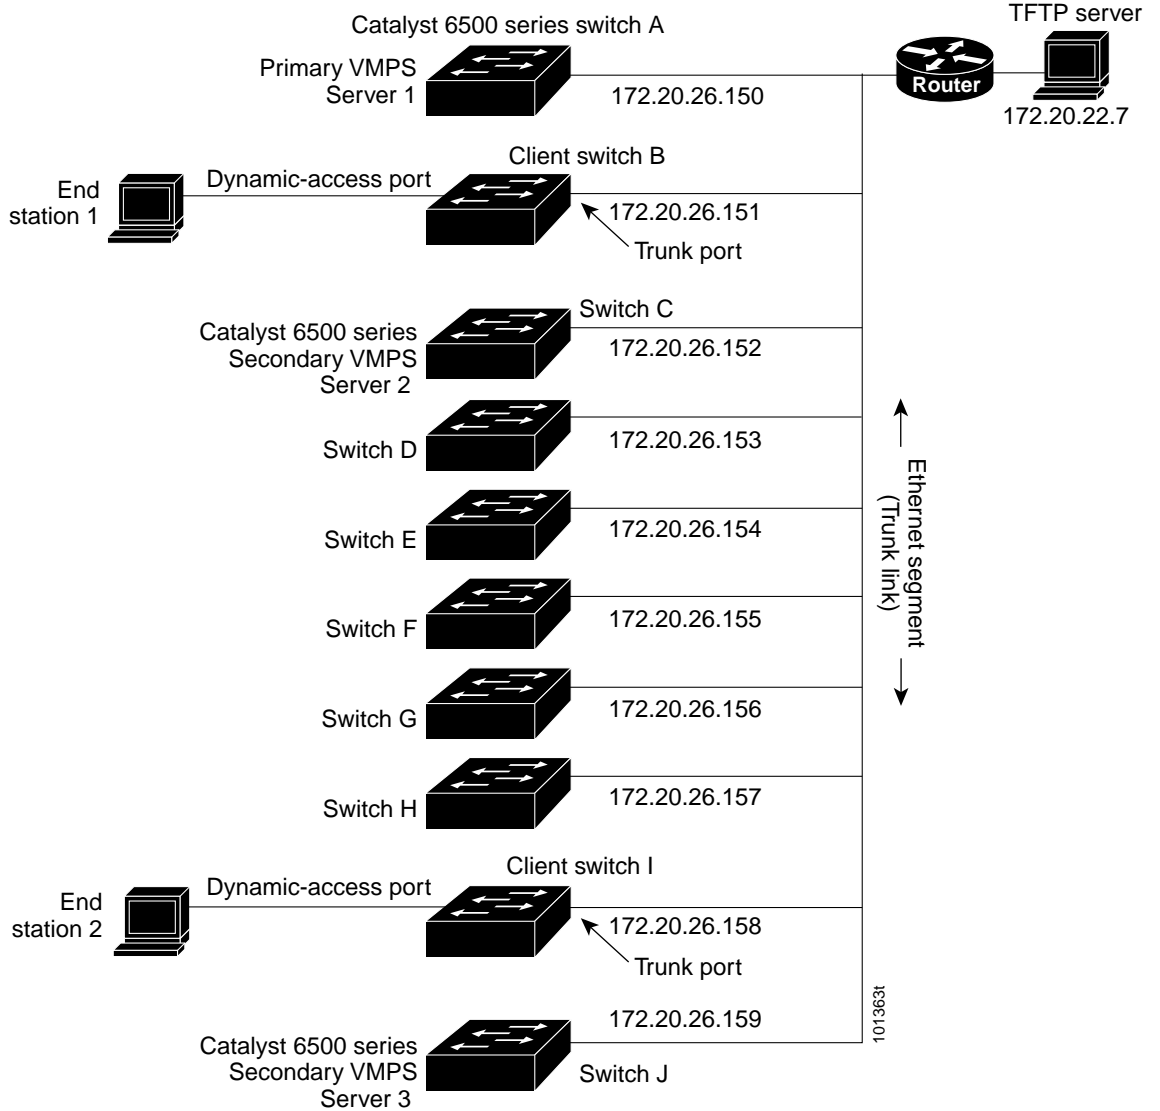 TFTP server
Catalyst 6500 series switch A
Primary VMPS
Server 1
172.20.26.150
Router
172.20.22.7
Client switch B
End
station 1
Dynamic-access port
172.20.26.151
Trunk port
Switch C
Catalyst 6500 series
Secondary VMPS
Server 2
172.20.26.152
Switch D
172.20.26.153
Switch E
172.20.26.154
Ethernet segment
(Trunk link)
Switch F
172.20.26.155
Switch G
172.20.26.156
Switch H
172.20.26.157
Client switch I
End
station 2
Dynamic-access port
172.20.26.158
Trunk port
172.20.26.159
Catalyst 6500 series
Secondary VMPS
Server 3
Switch J
101363t